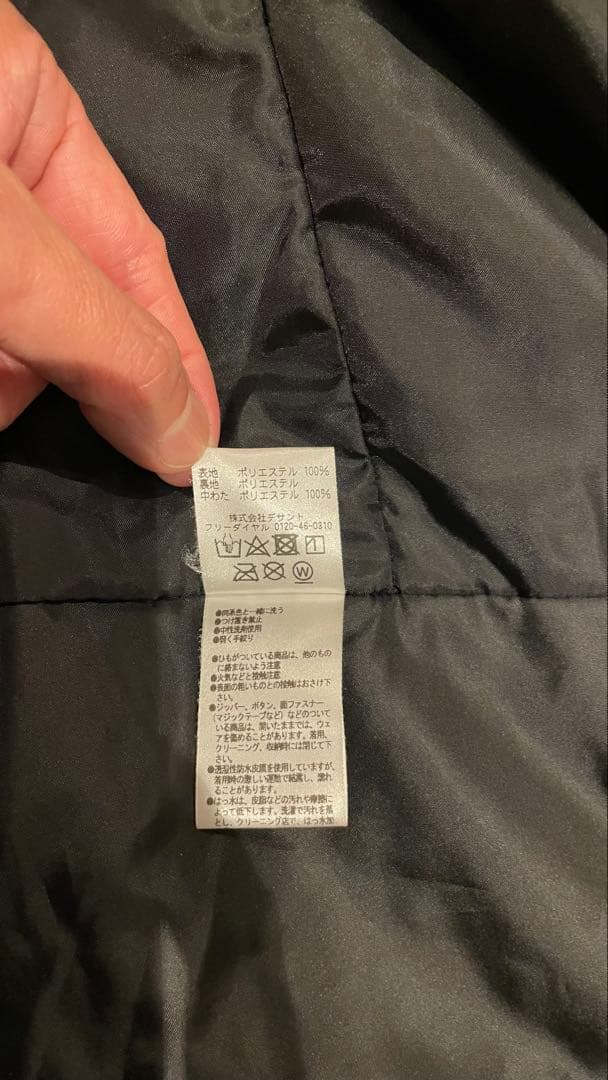 表地 ポリエステル 100%
裏地 ポリエステル
中わた ポリエステル 100%
株式会社デサント
フリーダイヤル 0120-46-0310
W
●同系色と一緒に洗う
●つけ置き禁止
●中性洗剤使用
●弱く手絞り
●ひもがついている商品は、他のもの
に絡まないよう注意
●火気などと接触注意
●表面の粗いものとの接触はおさけ下
さい。
●ジッパー、ボタン、面ファスナー
(マジックテープなど)などのついて
いる商品は、開いたままでは、ウェ
アを傷めることがあります。着用、
クリーニング、収納時には閉じて下
さい。
●透湿性防水皮膜を使用していますが、
着用時の激しい運動で結露し、濡れ
ることがあります。
●はっ水は、皮脂などの汚れや摩擦に
よって低下します。洗濯で汚れを落
とし、クリーニング店で、はっ水加